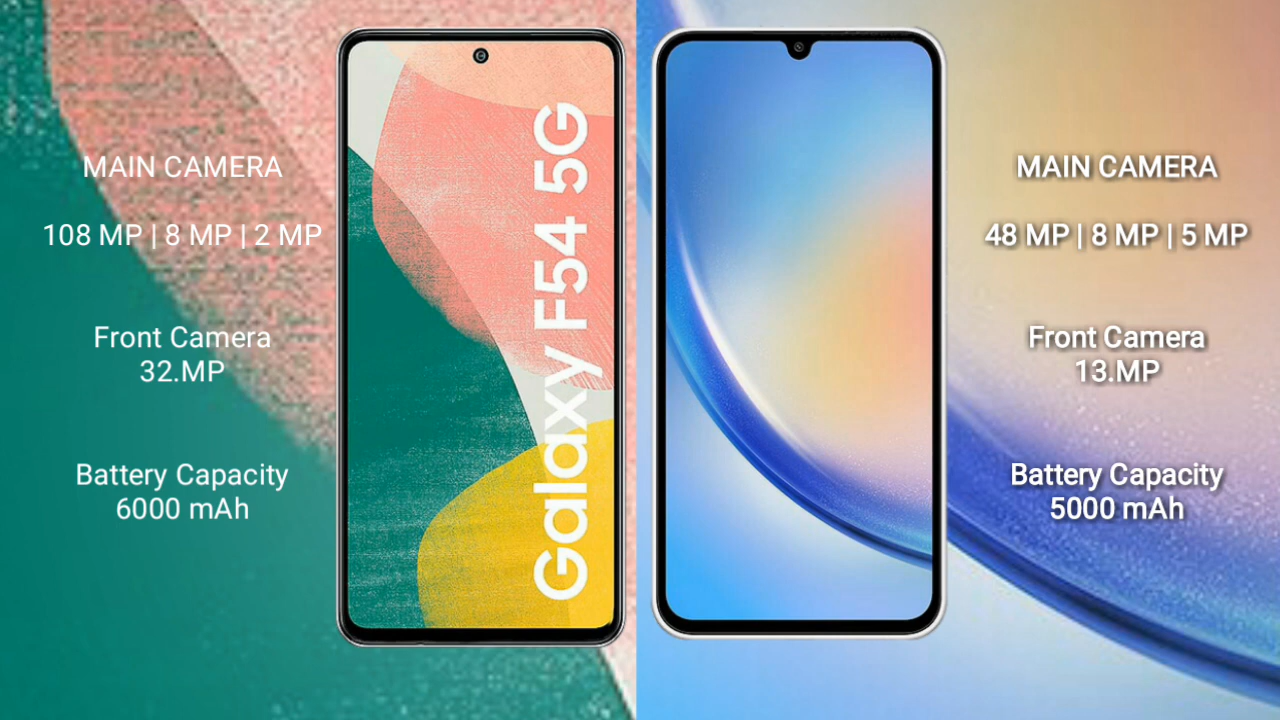 MAIN CAMERA
108 MP | 8 MP | 2 MP
Front Camera
32.MP
Battery Capacity
6000 mAh
Galaxy F54 5G
MAIN CAMERA
48 MP | 8 MP | 5 MP
Front Camera
13.MP
Battery Capacity
5000 mAh